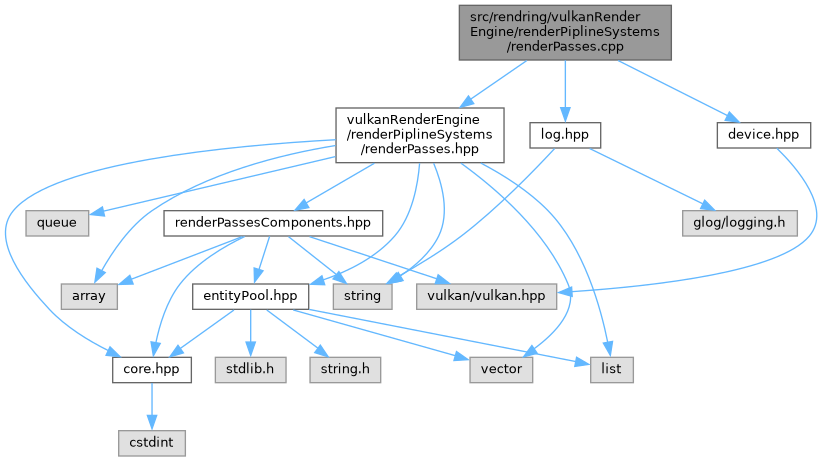 src/rendring/vulkanRender
Engine/renderPiplineSystems
/renderPasses.cpp
vulkanRenderEngine
/renderPiplineSystems
/renderPasses.hpp
log.hpp
device.hpp
queue
renderPassesComponents.hpp
glog/logging.h
array
entityPool.hpp
string
vulkan/vulkan.hpp
core.hpp
stdlib.h
string.h
vector
list
cstdint